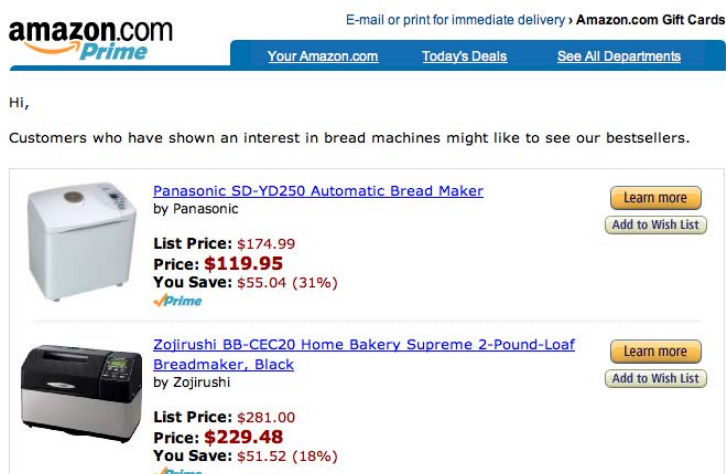 amazon.com
Prime
E-mail or print for immediate delivery › Amazon.com Gift Cards
Your Amazon.com Today's Deals See All Departments
Hi,
Customers who have shown an interest in bread machines might like to see our bestsellers.
Panasonic SD-YD250 Automatic Bread Maker
by Panasonic
Learn more
Add to Wish List
List Price: $174.99
Price: $119.95
You Save: $55.04 (31%)
Prime
Zojirushi BB-CEC20 Home Bakery Supreme 2-Pound-Loaf
Breadmaker, Black
by Zojirushi
Learn more
Add to Wish List
List Price: $281.00
Price: $229.48
You Save: $51.52 (18%)
Prime